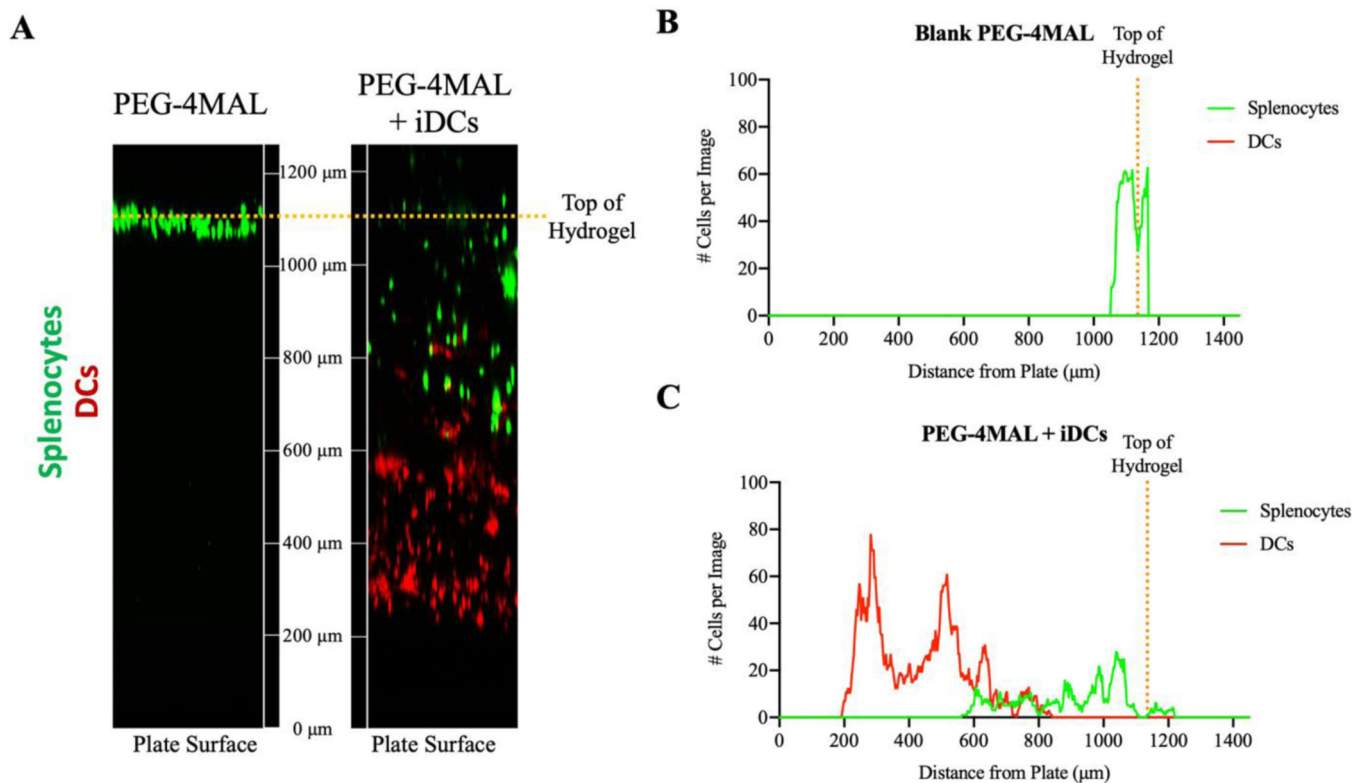 A
PEG-4MAL
PEG-4MAL
+ iDCs
Splenocytes
DCs
1200 μm
1000 μm
800 μm
600 μm
400 μm
200 μm
0 μm
Top of
Hydrogel
Plate Surface
Plate Surface
B
Blank PEG-4MAL
Top of
Hydrogel
# Cells per Image
100
80
60
40
20
0
0 200 400 600 800 1000 1200 1400
Distance from Plate (μm)
Splenocytes
DCs
C
PEG-4MAL + iDCs
Top of
Hydrogel
# Cells per Image
100
80
60
40
20
0
0 200 400 600 800 1000 1200 1400
Distance from Plate (μm)
Splenocytes
DCs